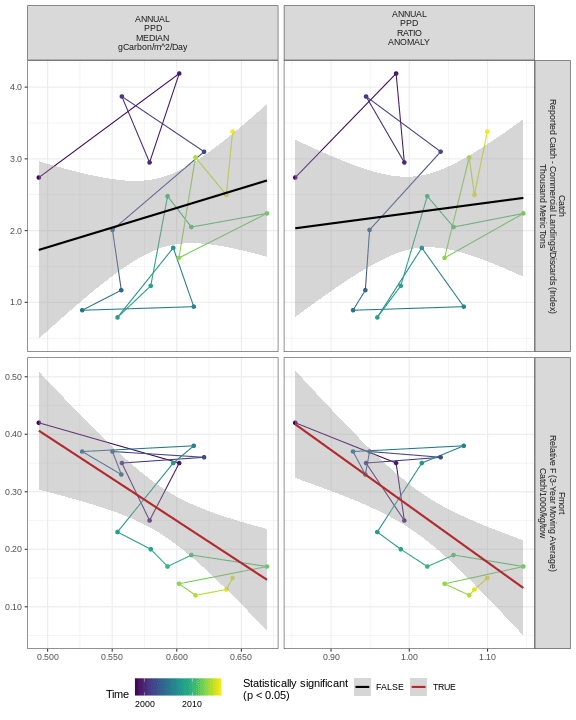 ANNUAL
PPD
MEDIAN
gCarbon/m^2/Day
ANNUAL
PPD
RATIO
ANOMALY
4.0
3.0
2.0
1.0
Catch
Reported Catch - Commercial Landings/Discards (Index)
Thousand Metric Tons
0.50
0.40
0.30
0.20
0.10
Fmort
Relative F (3-Year Moving Average)
Catch/1000/kg/tow
0.500
0.550
0.600
0.650
0.90
1.00
1.10
Time
2000
2010
Statistically significant
(p < 0.05)
FALSE
TRUE